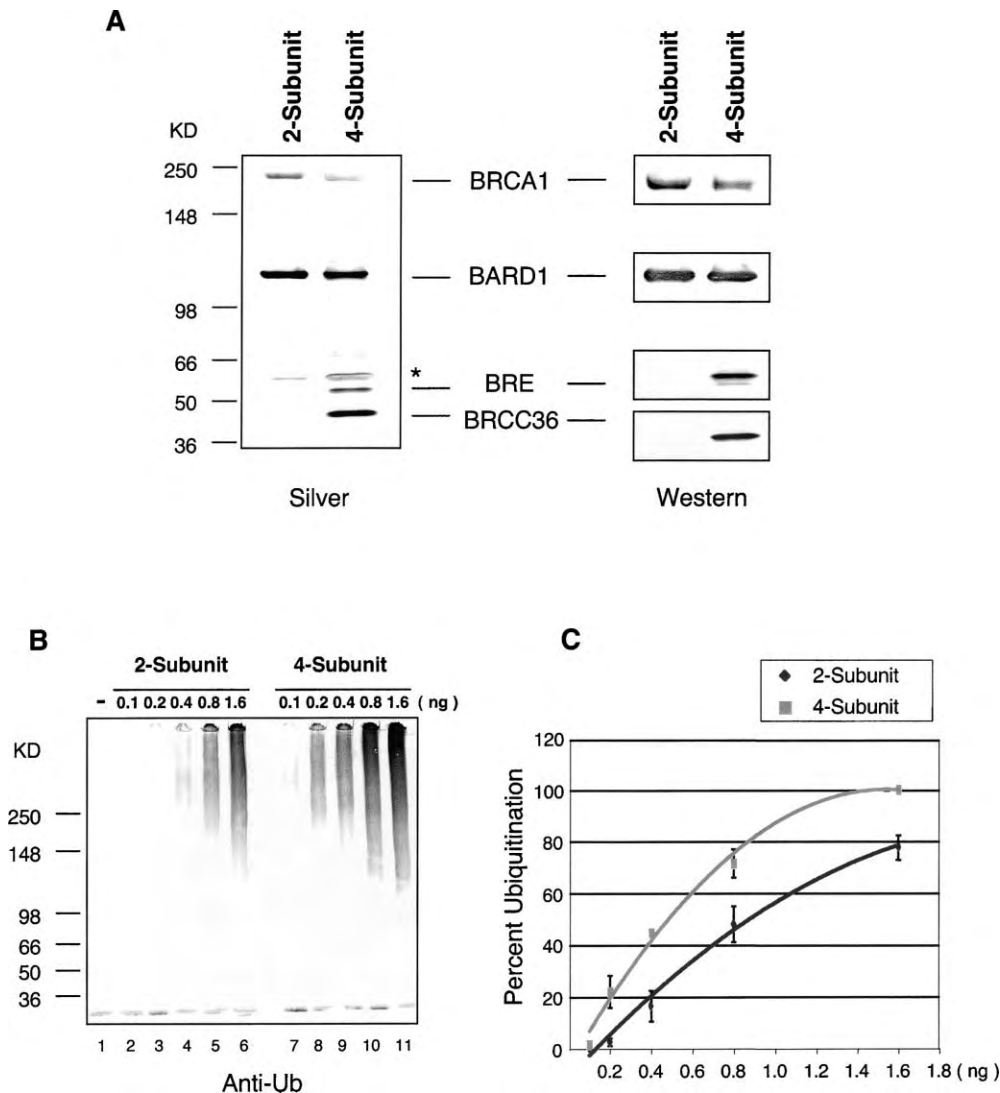 A
2-Subunit
4-Subunit
2-Subunit
4-Subunit
KD
250
148
98
66
50
36
BRCA1
BARD1
*
BRE
BRCC36
Silver
Western
B
2-Subunit
4-Subunit
- 0.1 0.2 0.4 0.8 1.6 0.1 0.2 0.4 0.8 1.6 ( ng )
KD
250
148
98
66
50
36
1 2 3 4 5 6 7 8 9 10 11
Anti-Ub
C
2-Subunit
4-Subunit
Percent Ubiquitination
120
100
80
60
40
20
0
0.2 0.4 0.6 0.8 1.0 1.2 1.4 1.6 1.8 ( ng )